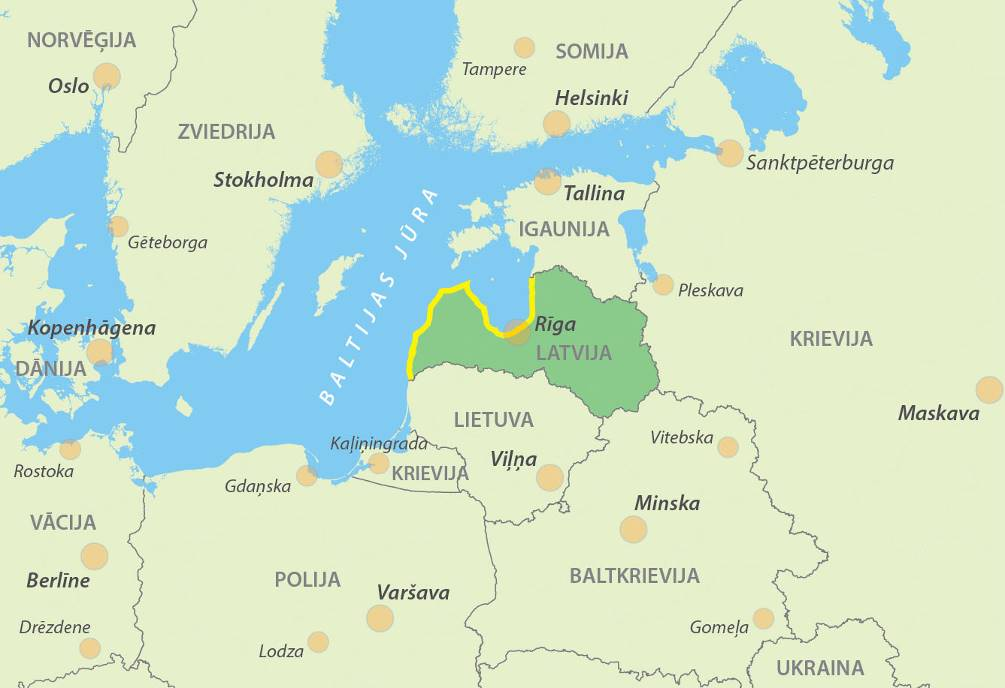 NORVĒĢIJA
Oslo
ZVIEDRIJA
Stokholma
Gēteborga
Tampere
SOMIJA
Helsinki
Sanktpēterburga
Tallina
IGAUNIJA
Pleskava
BALTIJAS JŪRA
Kopenhāgena
DĀNIJA
Rīga
LATVIJA
KRIEVIJA
Maskava
LIETUVA
Viļņa
Vitebska
Kaļiņingrada
KRIEVIJA
Rostoka
Gdaņska
Minska
VĀCIJA
Berlīne
Drēzdene
POLIJA
Varšava
Lodza
BALTKRIEVIJA
Gomeļa
UKRAINA